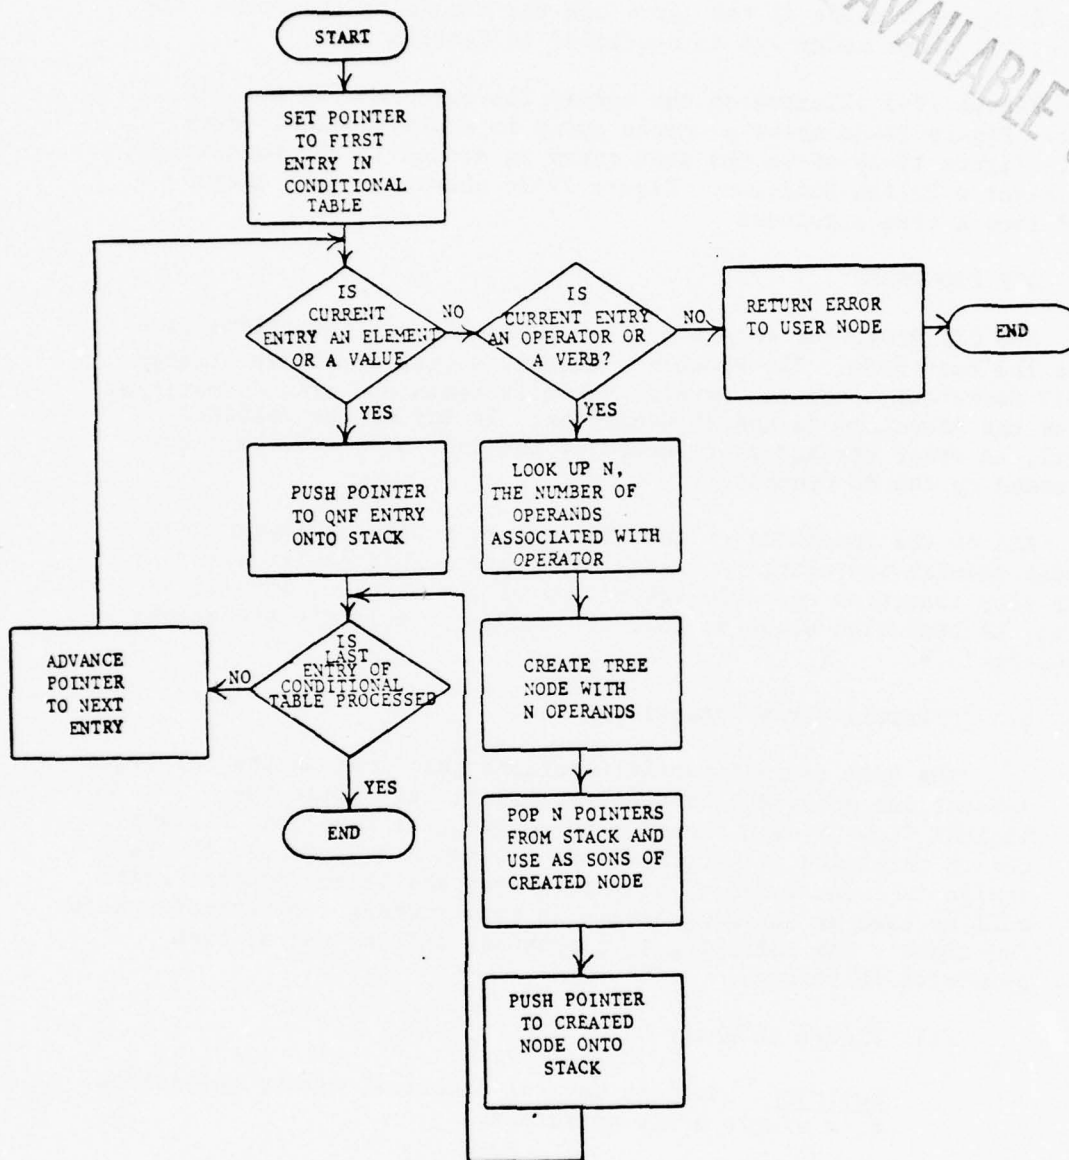 AVAILABLE
START
SET POINTER
TO FIRST
ENTRY IN
CONDITIONAL
TABLE
IS
CURRENT
ENTRY AN ELEMENT
OR A VALUE
NO
IS
CURRENT ENTRY
AN OPERATOR OR
A VERB?
NO
RETURN ERROR
TO USER NODE
END
YES
YES
PUSH POINTER
TO QNF ENTRY
ONTO STACK
LOOK UP N,
THE NUMBER OF
OPERANDS
ASSOCIATED WITH
OPERATOR
IS
LAST
ENTRY OF
CONDITIONAL
TABLE PROCESSED
NO
ADVANCE
POINTER
TO NEXT
ENTRY
CREATE TREE
NODE WITH
N OPERANDS
YES
END
POP N POINTERS
FROM STACK AND
USE AS SONS OF
CREATED NODE
PUSH POINTER
TO CREATED
NODE ONTO
STACK